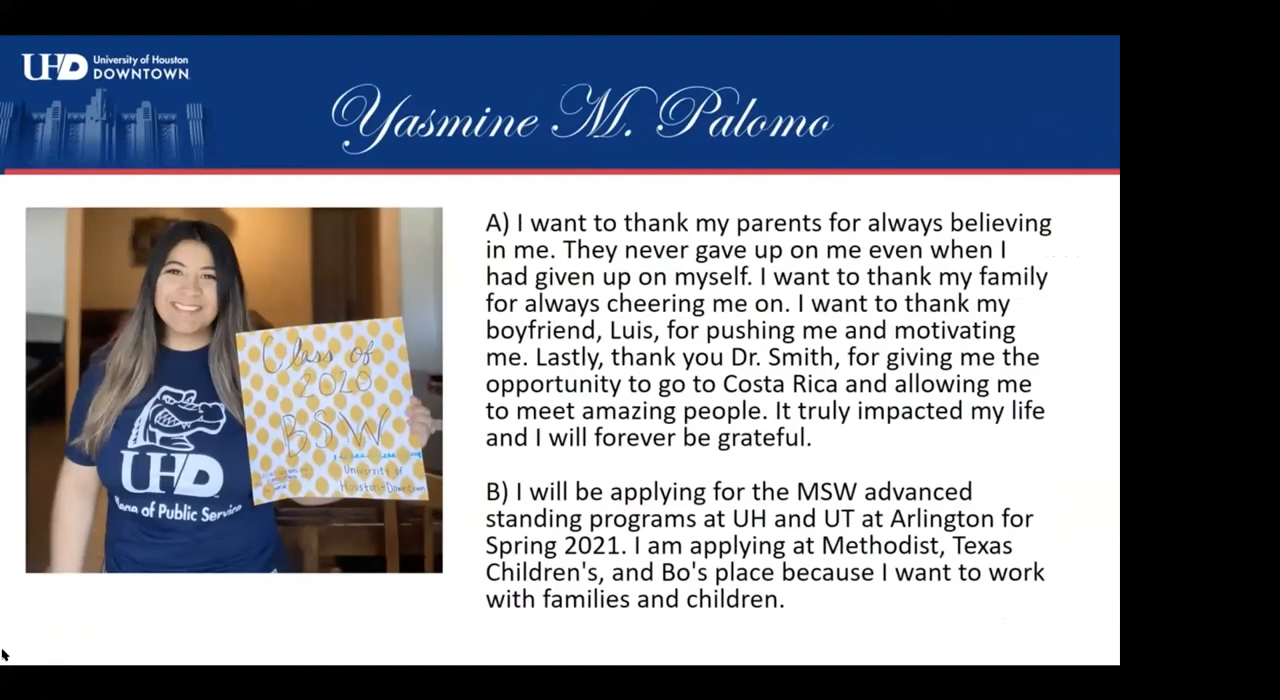 UHD University of Houston
DOWNTOWN
Yasmine M. Palomo
A) I want to thank my parents for always believing
in me. They never gave up on me even when I
had given up on myself. I want to thank my family
for always cheering me on. I want to thank my
boyfriend, Luis, for pushing me and motivating
me. Lastly, thank you Dr. Smith, for giving me the
opportunity to go to Costa Rica and allowing me
to meet amazing people. It truly impacted my life
and I will forever be grateful.
B) I will be applying for the MSW advanced
standing programs at UH and UT at Arlington for
Spring 2021. I am applying at Methodist, Texas
Children's, and Bo's place because I want to work
with families and children.
Class of
2020
BSW
University of
Houston-Downtown
UHD
of Public Service